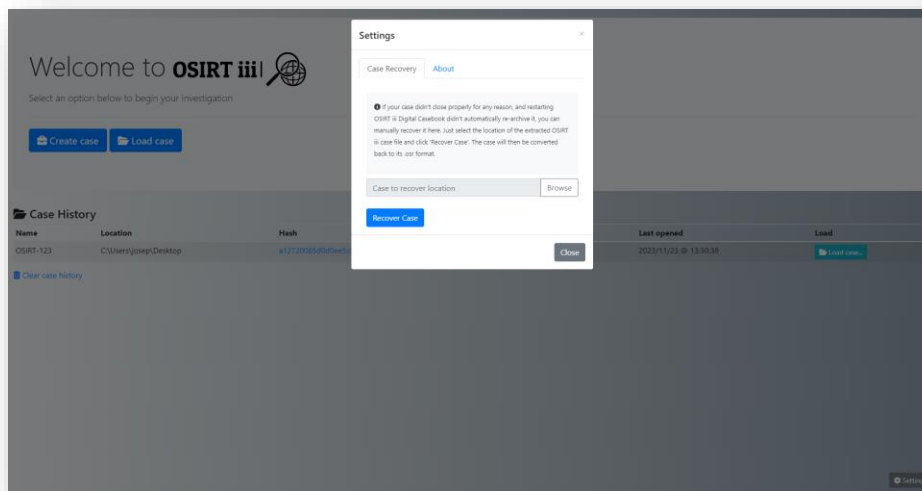 Settings
×
Case Recovery About
If your case didn't close properly for any reason, and restarting
OSIRT iii Digital Casebook didn't automatically re-archive it, you can
manually recover it here. Just select the location of the extracted OSIRT
iii case file and click 'Recover Case'. The case will then be converted
back to its .osr format.
Case to recover location Browse
Recover Case
Close
Welcome to OSIRT iii
Select an option below to begin your investigation
Create case Load case
Case History
Name Location Hash Last opened Load
OSIRT-123 C:\Users\josep\Desktop 2023/11/23 @ 13:30:39 Load case...
Clear case history